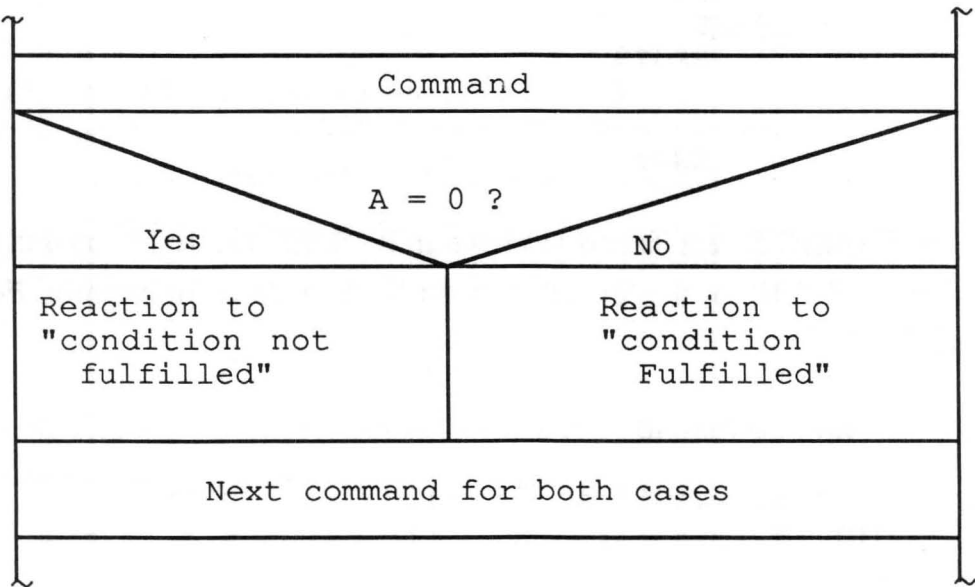 Command
A = 0 ?
Yes
No
Reaction to
"condition not
fulfilled"
Reaction to
"condition
Fulfilled"
Next command for both cases